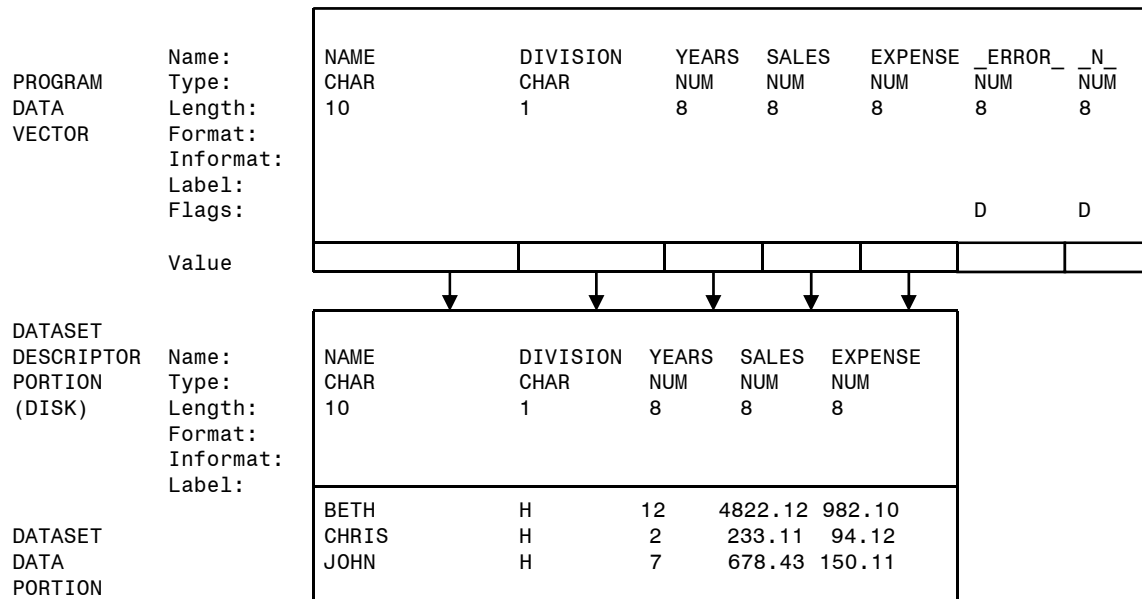 Name: NAME DIVISION YEARS SALES EXPENSE _ERROR_ _N_
PROGRAM Type: CHAR CHAR NUM NUM NUM NUM NUM
DATA Length: 10 1 8 8 8 8 8
VECTOR Format:
Informat:
Label:
Flags: D D
Value
DATASET
DESCRIPTOR Name: NAME DIVISION YEARS SALES EXPENSE
PORTION Type: CHAR CHAR NUM NUM NUM
(DISK) Length: 10 1 8 8 8
Format:
Informat:
Label:
BETH H 12 4822.12 982.10
DATASET CHRIS H 2 233.11 94.12
DATA JOHN H 7 678.43 150.11
PORTION